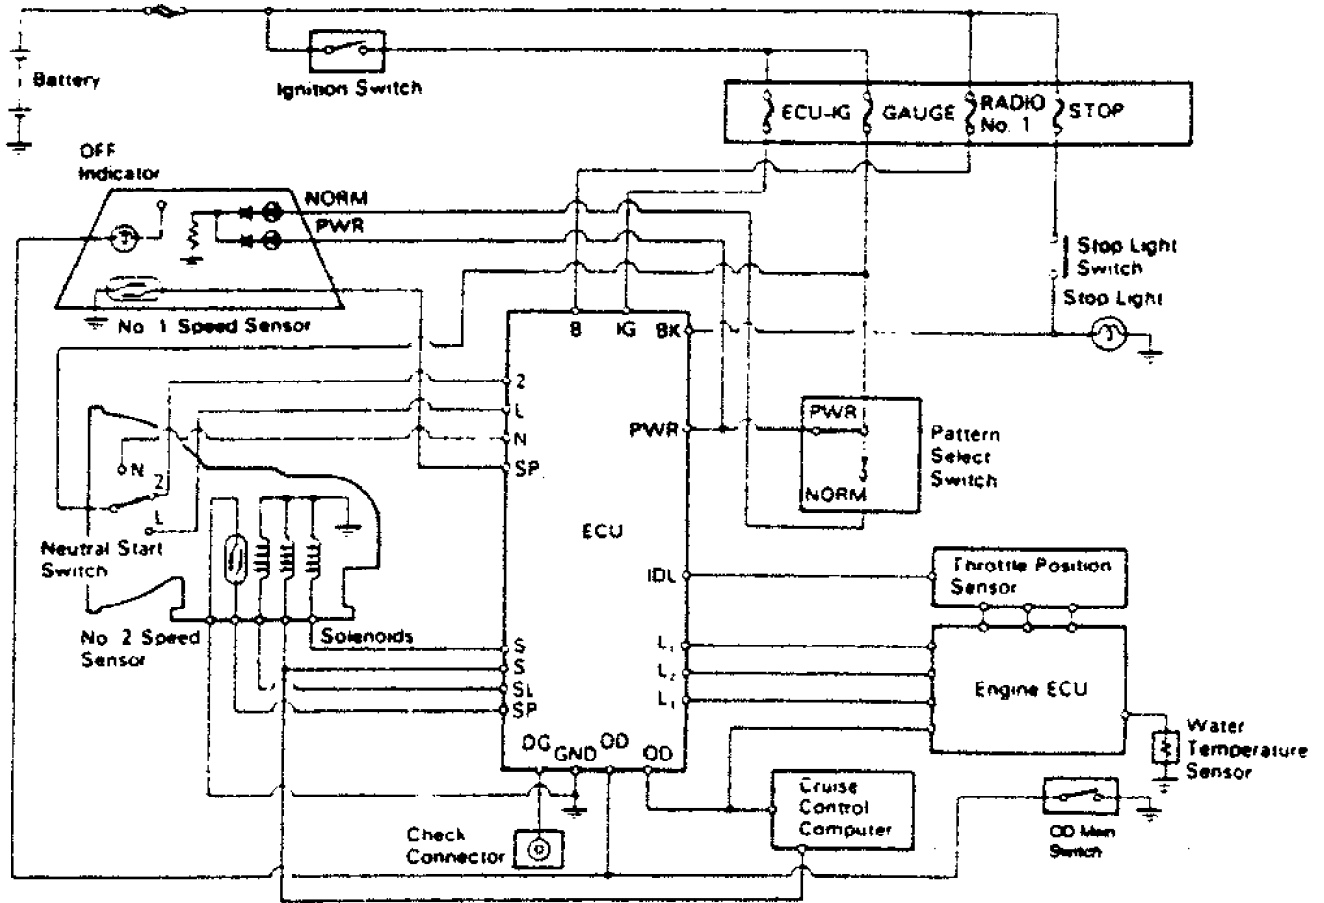 Battery
Ignition Switch
ECU-IG
GAUGE
RADIO
No. 1
STOP
OFF
Indicator
NORM
PWR
No. 1 Speed Sensor
Stop Light
Switch
Stop Light
B
IG
BK
2
L
N
SP
PWR
PWR
NORM
Pattern
Select
Switch
N
2
L
Neutral Start
Switch
ECU
IDL
Throttle Position
Sensor
No. 2 Speed
Sensor
Solenoids
S
S
SL
SP
L1
L2
Engine ECU
DG
GND
OD
OD
Water
Temperature
Sensor
Cruise
Control
Computer
OD Main
Switch
Check
Connector